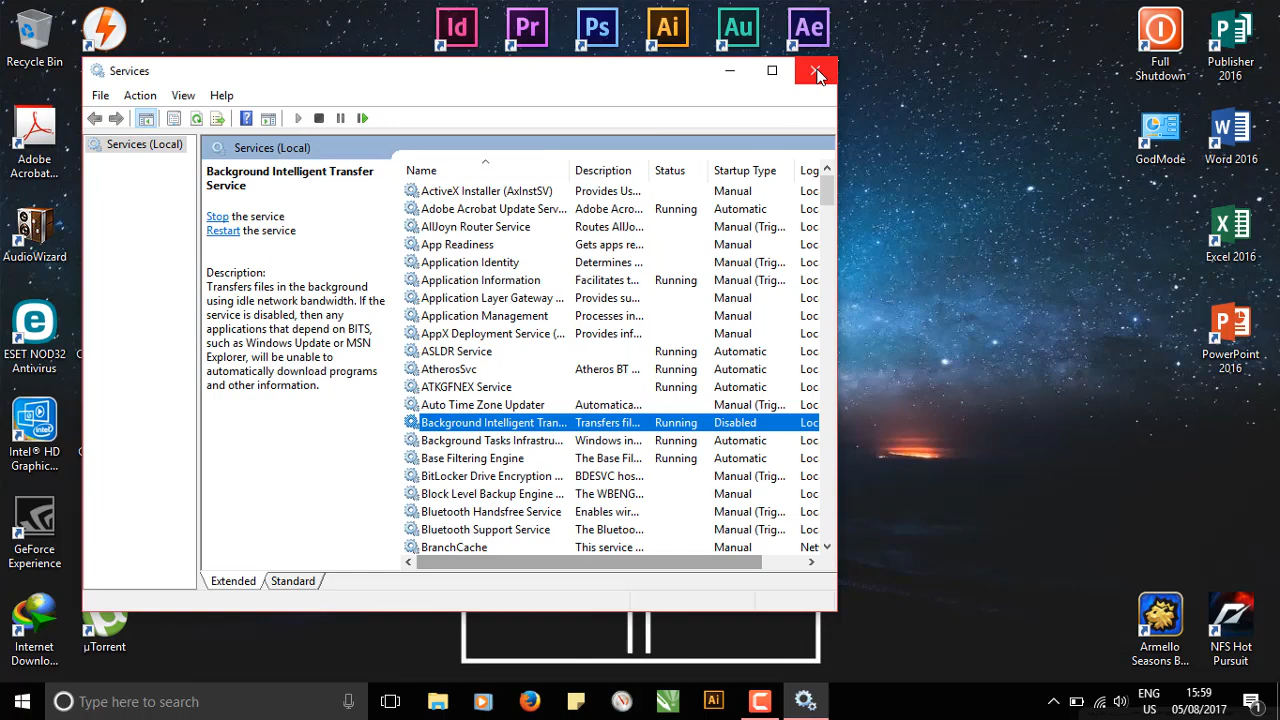 Recycle Bin
Id
Pr
Ps
Ai
Au
Ae
Full
Shutdown
Publisher
2016
Services
File
Action
View
Help
Services (Local)
Services (Local)
Background Intelligent Transfer
Service
Stop the service
Restart the service
Description:
Transfers files in the background
using idle network bandwidth. If the
service is disabled, then any
applications that depend on BITS,
such as Windows Update or MSN
Explorer, will be unable to
automatically download programs
and other information.
Name Description Status Startup Type Log
ActiveX Installer (AxInstSV) Provides Us... Manual Loc
Adobe Acrobat Update Serv... Adobe Acro... Running Automatic Loc
AllJoyn Router Service Routes AllJo... Manual (Trig... Loc
App Readiness Gets apps re... Manual Loc
Application Identity Determines ... Manual (Trig... Loc
Application Information Facilitates t... Running Manual (Trig... Loc
Application Layer Gateway ... Provides su... Manual Loc
Application Management Processes in... Manual Loc
AppX Deployment Service (... Provides inf... Manual Loc
ASLDR Service Running Automatic Loc
AtherosSvc Atheros BT ... Running Automatic Loc
ATKGFNEX Service Running Automatic Loc
Auto Time Zone Updater Automatica... Manual (Trig... Loc
Background Intelligent Tran... Transfers fil... Running Disabled Loc
Background Tasks Infrastru... Windows in... Running Automatic Loc
Base Filtering Engine The Base Fil... Running Automatic Loc
BitLocker Drive Encryption ... BDESVC hos... Manual (Trig... Loc
Block Level Backup Engine ... The WBENG... Manual Loc
Bluetooth Handsfree Service Enables wir... Manual (Trig... Loc
Bluetooth Support Service The Bluetoo... Manual (Trig... Loc
BranchCache This service ... Manual Net
Extended
Standard
Adobe
Acrobat...
AudioWizard
ESET NOD32
Antivirus
Intel® HD
Graphic...
GeForce
Experience
Internet
Downlo...
µTorrent
GodMode
Word 2016
Excel 2016
PowerPoint
2016
Armello
Seasons B...
NFS Hot
Pursuit
Type here to search
Ai
ENG
US
15:59
05/08/2017
1